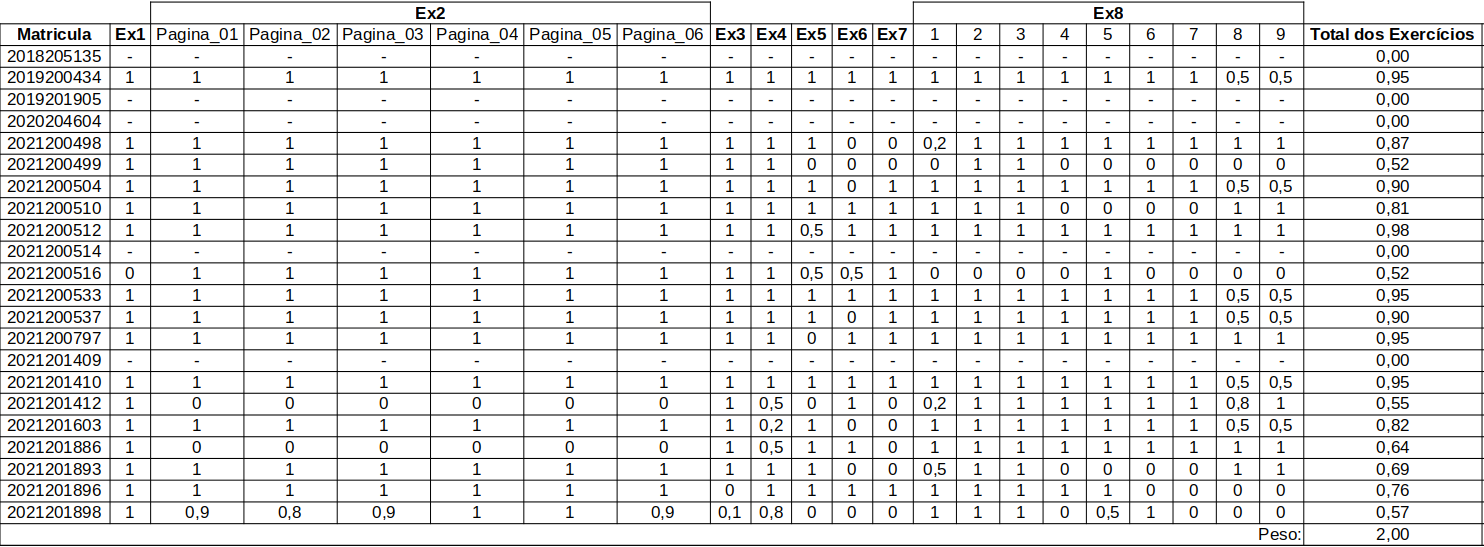 Ex2 Ex8
Matricula Ex1 Pagina_01 Pagina_02 Pagina_03 Pagina_04 Pagina_05 Pagina_06 Ex3 Ex4 Ex5 Ex6 Ex7 1 2 3 4 5 6 7 8 9 Total dos Exercícios
2018205135 - - - - - - - - - - - - - - - - - - - - - 0,00
2019200434 1 1 1 1 1 1 1 1 1 1 1 1 1 1 1 1 1 1 1 0,5 0,5 0,95
2019201905 - - - - - - - - - - - - - - - - - - - - - 0,00
2020204604 - - - - - - - - - - - - - - - - - - - - - 0,00
2021200498 1 1 1 1 1 1 1 1 1 1 0 0 0,2 1 1 1 1 1 1 1 1 0,87
2021200499 1 1 1 1 1 1 1 1 1 0 0 0 0 1 1 0 0 0 0 0 0 0,52
2021200504 1 1 1 1 1 1 1 1 1 1 0 1 1 1 1 1 1 1 1 0,5 0,5 0,90
2021200510 1 1 1 1 1 1 1 1 1 1 1 1 1 1 1 0 0 0 0 1 1 0,81
2021200512 1 1 1 1 1 1 1 1 1 0,5 1 1 1 1 1 1 1 1 1 1 1 0,98
2021200514 - - - - - - - - - - - - - - - - - - - - - 0,00
2021200516 0 1 1 1 1 1 1 1 1 0,5 0,5 1 0 0 0 0 1 0 0 0 0 0,52
2021200533 1 1 1 1 1 1 1 1 1 1 1 1 1 1 1 1 1 1 1 0,5 0,5 0,95
2021200537 1 1 1 1 1 1 1 1 1 1 0 1 1 1 1 1 1 1 1 0,5 0,5 0,90
2021200797 1 1 1 1 1 1 1 1 1 0 1 1 1 1 1 1 1 1 1 1 1 0,95
2021201409 - - - - - - - - - - - - - - - - - - - - - 0,00
2021201410 1 1 1 1 1 1 1 1 1 1 1 1 1 1 1 1 1 1 1 0,5 0,5 0,95
2021201412 1 0 0 0 0 0 0 1 0,5 0 1 0 0,2 1 1 1 1 1 1 0,8 1 0,55
2021201603 1 1 1 1 1 1 1 1 0,2 1 0 0 1 1 1 1 1 1 1 0,5 0,5 0,82
2021201886 1 0 0 0 0 0 0 1 0,5 1 1 0 1 1 1 1 1 1 1 1 1 0,64
2021201893 1 1 1 1 1 1 1 1 1 1 0 0 0,5 1 1 0 0 0 0 1 1 0,69
2021201896 1 1 1 1 1 1 1 0 1 1 1 1 1 1 1 1 1 0 0 0 0 0,76
2021201898 1 0,9 0,8 0,9 1 1 0,9 0,1 0,8 0 0 0 1 1 1 0 0,5 1 0 0 0 0,57
Peso: 2,00